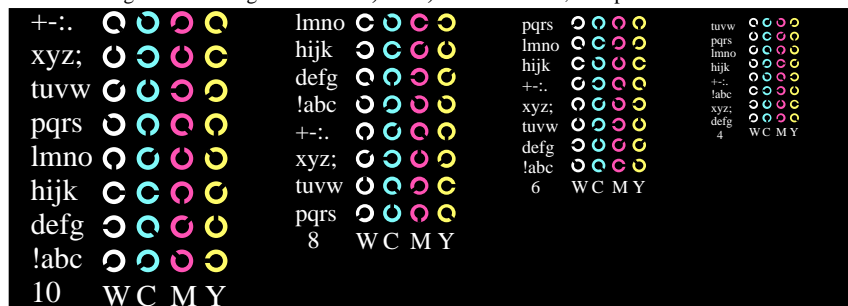 +-:.
xyz;
tuvw
pqrs
lmno
hijk
defg
!abc
10 W C M Y
lmno
hijk
defg
!abc
+-:.
xyz;
tuvw
pqrs
8 W C M Y
pqrs
lmno
hijk
+-:.
xyz;
tuvw
defg
!abc
6 W C M Y
tuvw
pqrs
lmno
hijk
+-:.
!abc
xyz;
defg
4 W C M Y